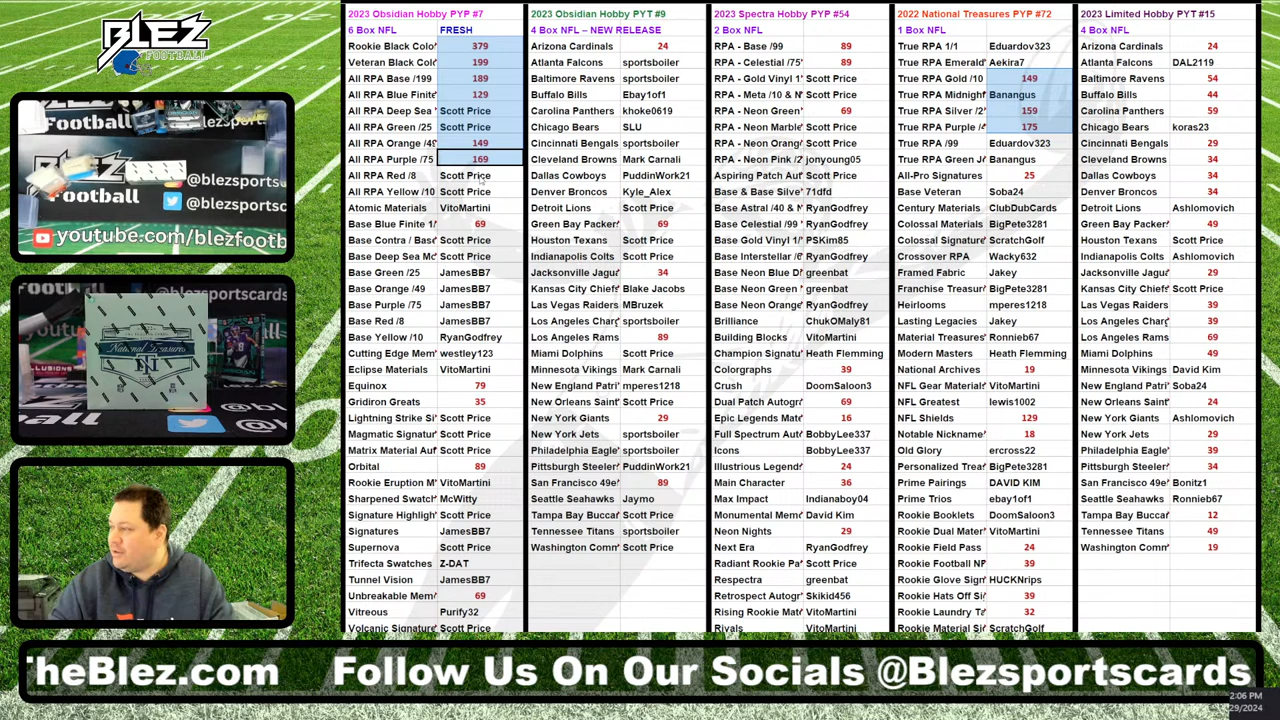 BLEZ
FOOTBALL
Football
@blezsports
Football
youtube.com/blezfootb
@blezsportscards
National Treasures
NT
ILLUSIONS
2023 Obsidian Hobby PYP #7
6 Box NFL FRESH
Rookie Black Colo 379
Veteran Black Col 199
All RPA Base /199 189
All RPA Blue Finite 129
All RPA Deep Sea Scott Price
All RPA Green /25 Scott Price
All RPA Orange /49 149
All RPA Purple /75 169
All RPA Red /8 Scott Price
All RPA Yellow /10 Scott Price
Atomic Materials VitoMartini
Base Blue Finite 1/ 69
Base Contra / Base Scott Price
Base Deep Sea Mo Scott Price
Base Green /25 JamesBB7
Base Orange /49 JamesBB7
Base Purple /75 JamesBB7
Base Red /8 JamesBB7
Base Yellow /10 RyanGodfrey
Cutting Edge Mem westley123
Eclipse Materials VitoMartini
Equinox 79
Gridiron Greats 35
Lightning Strike Si Scott Price
Magmatic Signatur Scott Price
Matrix Material Aut Scott Price
Orbital 89
Rookie Eruption M VitoMartini
Sharpened Swatch McWitty
Signature Highligh Scott Price
Signatures JamesBB7
Supernova Scott Price
Trifecta Swatches Z-DAT
Tunnel Vision JamesBB7
Unbreakable Mem 69
Vitreous Purify32
Volcanic Signatur Scott Price
2023 Obsidian Hobby PYT #9
4 Box NFL – NEW RELEASE
Arizona Cardinals 24
Atlanta Falcons sportsboiler
Baltimore Ravens sportsboiler
Buffalo Bills Ebay1of1
Carolina Panthers khoke0619
Chicago Bears SLU
Cincinnati Bengals sportsboiler
Cleveland Browns Mark Carnali
Dallas Cowboys PuddinWork21
Denver Broncos Kyle_Alex
Detroit Lions Scott Price
Green Bay Packer 69
Houston Texans Scott Price
Indianapolis Colts Scott Price
Jacksonville Jagu 34
Kansas City Chiefs Blake Jacobs
Las Vegas Raiders MBruzek
Los Angeles Charg sportsboiler
Los Angeles Rams 89
Miami Dolphins Scott Price
Minnesota Vikings Mark Carnali
New England Patri mperes1218
New Orleans Saint Scott Price
New York Giants 29
New York Jets sportsboiler
Philadelphia Eagle sportsboiler
Pittsburgh Steeler PuddinWork21
San Francisco 49e 89
Seattle Seahawks Jaymo
Tampa Bay Buccar Scott Price
Tennessee Titans sportsboiler
Washington Comm Scott Price
2023 Spectra Hobby PYP #54
2 Box NFL
RPA - Base /99 89
RPA - Celestial /75 89
RPA - Gold Vinyl 1 Scott Price
RPA - Meta /10 & N Scott Price
RPA - Neon Green 69
RPA - Neon Marble Scott Price
RPA - Neon Orang Scott Price
RPA - Neon Pink /2 jonyoung05
Aspiring Patch Aut Scott Price
Base & Base Silve 71dfd
Base Astral /40 & N RyanGodfrey
Base Celestial /99 RyanGodfrey
Base Gold Vinyl 1/ PSKim85
Base Interstellar /6 RyanGodfrey
Base Neon Blue D greenbat
Base Neon Green greenbat
Base Neon Orange RyanGodfrey
Brilliance ChukOMaly81
Building Blocks VitoMartini
Champion Signatu Heath Flemming
Colorgraphs 39
Crush DoomSaloon3
Dual Patch Autogr 69
Epic Legends Mate 16
Full Spectrum Aut BobbyLee337
Icons BobbyLee337
Illustrious Legend 24
Main Character 36
Max Impact Indianaboy04
Monumental Mem David Kim
Neon Nights 29
Next Era RyanGodfrey
Radiant Rookie Pa Scott Price
Respectra greenbat
Retrospect Autogr Skikid456
Rising Rookie Mat VitoMartini
Rivals VitoMartini
2022 National Treasures PYP #72
1 Box NFL
True RPA 1/1 Eduardov323
True RPA Emerald Aekira7
True RPA Gold /10 149
True RPA Midnigh Banangus
True RPA Silver /2 159
True RPA Purple / 175
True RPA /99 Eduardov323
True RPA Green /  Banangus
All-Pro Signatures 25
Base Veteran Soba24
Century Materials ClubDubCards
Colossal Materials BigPete3281
Colossal Signature ScratchGolf
Crossover RPA Wacky632
Framed Fabric Jakey
Franchise Treasur BigPete3281
Heirlooms mperes1218
Lasting Legacies Jakey
Material Treasures Ronnieb67
Modern Masters Heath Flemming
National Archives 19
NFL Gear Materials VitoMartini
NFL Greatest lewis1002
NFL Shields 129
Notable Nickname 18
Old Glory ercross22
Personalized Trea BigPete3281
Prime Pairings DAVID KIM
Prime Trios ebay1of1
Rookie Booklets DoomSaloon3
Rookie Dual Mater VitoMartini
Rookie Field Pass 24
Rookie Football NF 39
Rookie Glove Sign HUCKNrips
Rookie Hats Off Si 39
Rookie Laundry Ta 32
Rookie Material Si ScratchGolf
2023 Limited Hobby PYT #15
4 Box NFL
Arizona Cardinals 24
Atlanta Falcons DAL2119
Baltimore Ravens 54
Buffalo Bills 44
Carolina Panthers 59
Chicago Bears koras23
Cincinnati Bengals 29
Cleveland Browns 34
Dallas Cowboys 34
Denver Broncos 34
Detroit Lions Ashlomovich
Green Bay Packer 49
Houston Texans Scott Price
Indianapolis Colts Ashlomovich
Jacksonville Jagu 29
Kansas City Chiefs Scott Price
Las Vegas Raiders 39
Los Angeles Charg 39
Los Angeles Rams 69
Miami Dolphins 49
Minnesota Vikings David Kim
New England Patri Soba24
New Orleans Saint 24
New York Giants Ashlomovich
New York Jets 29
Philadelphia Eagle 39
Pittsburgh Steeler 34
San Francisco 49e Bonitz1
Seattle Seahawks Ronnieb67
Tampa Bay Buccar 12
Tennessee Titans 49
Washington Comm 19
TheBlez.com Follow Us On Our Socials @Blezsportscards
2:06 PM
29/2024